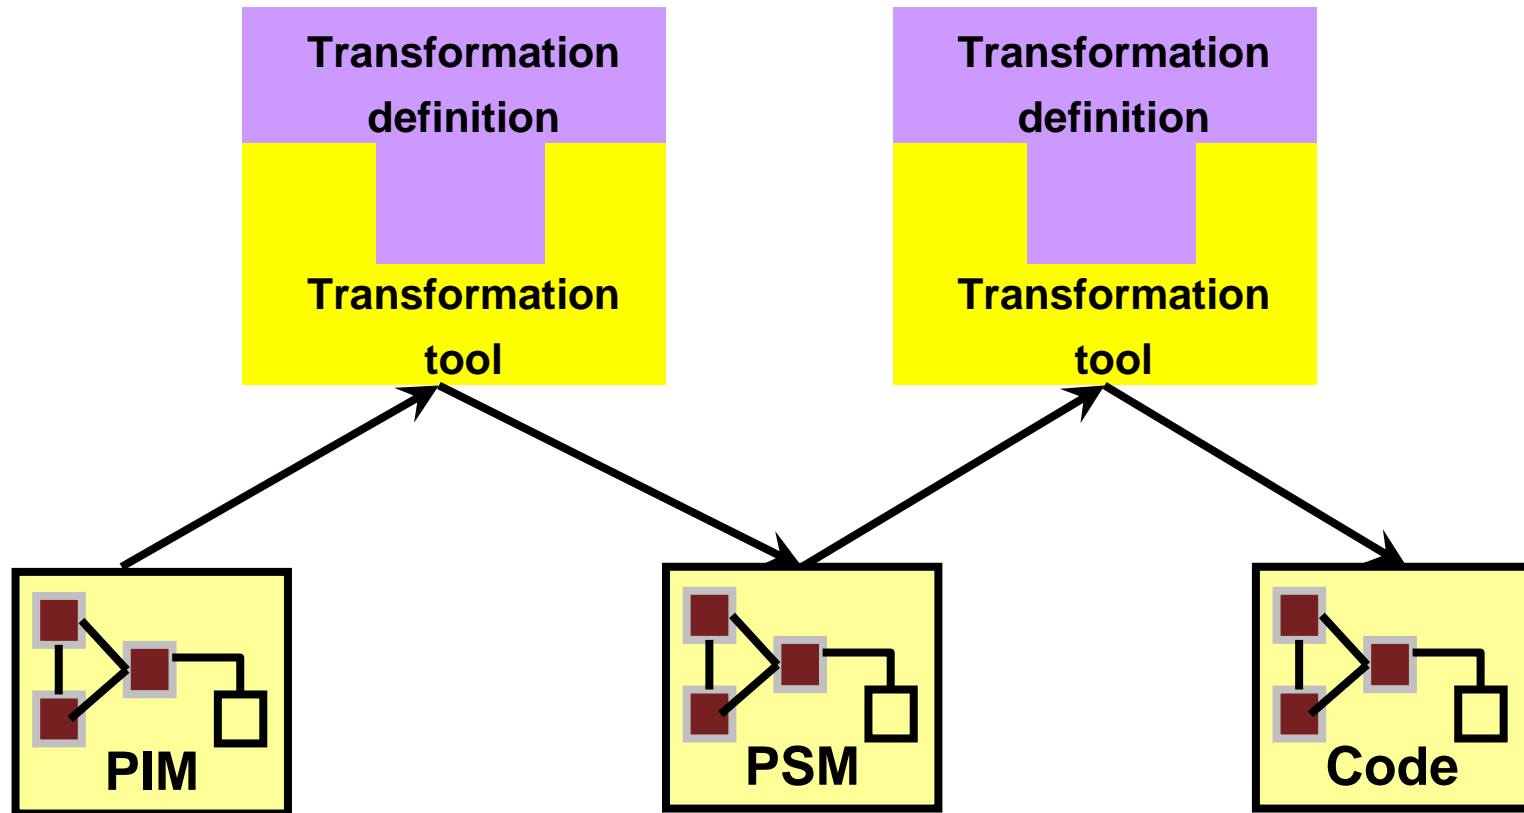 Transformation
definition
Transformation
tool
Transformation
definition
Transformation
tool
PIM
PSM
Code